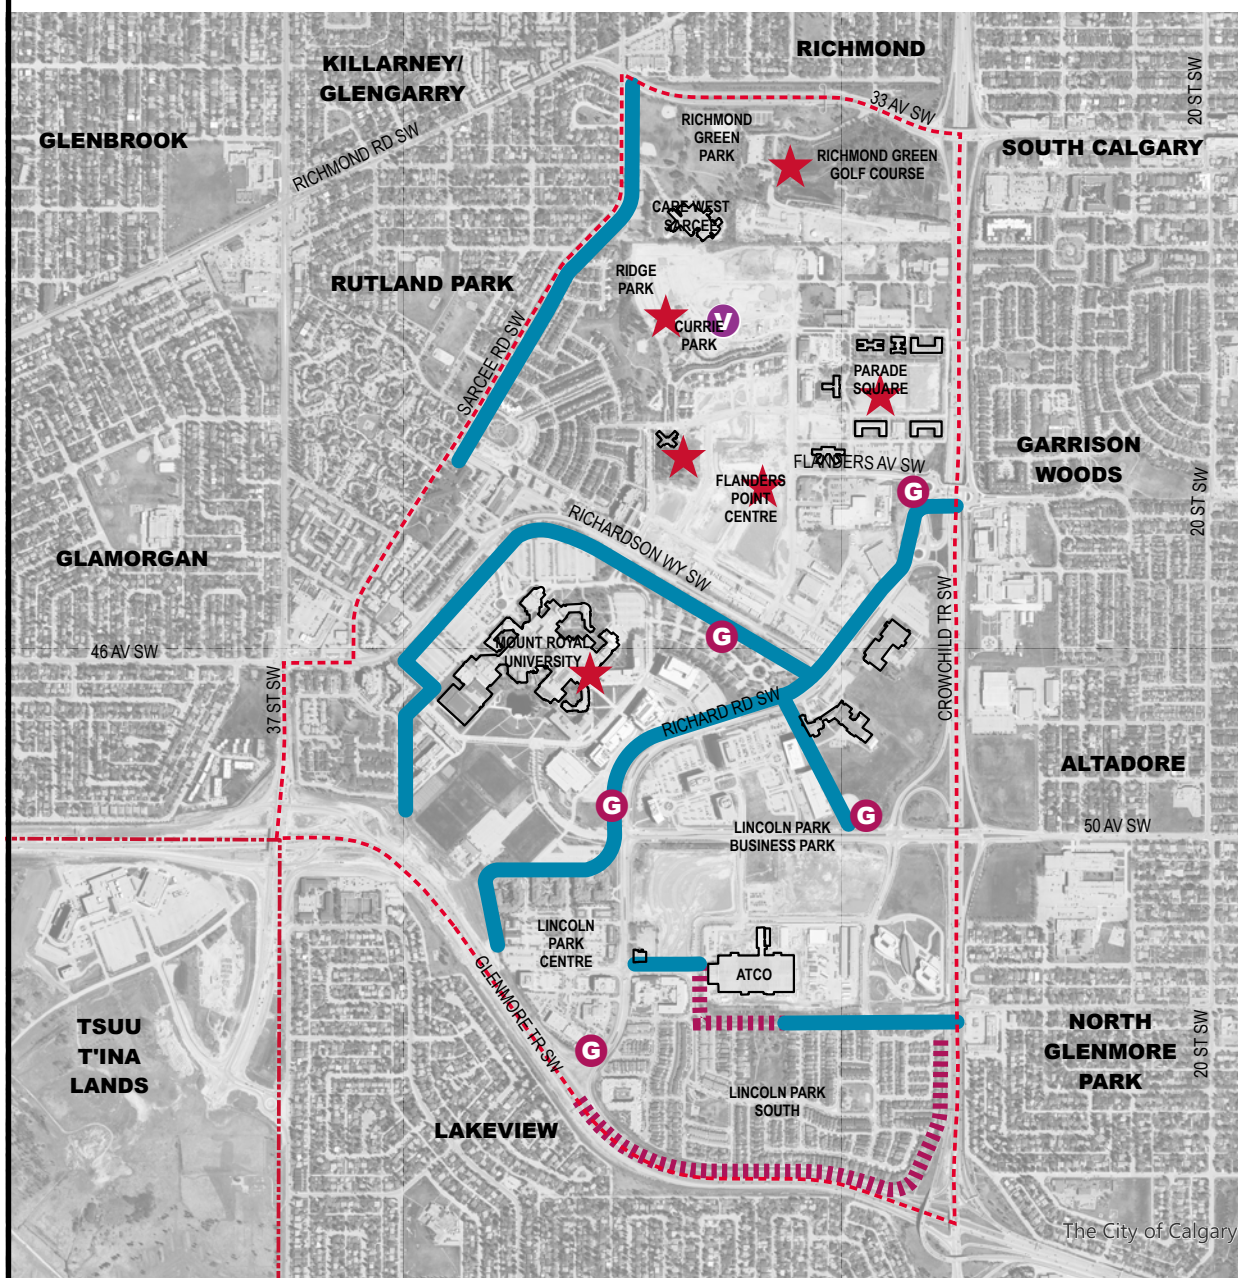 RICHMOND
KILLARNEY/
GLENGARRY
20 ST SW
33 AV SW
RICHMOND
GREEN
PARK
GLENBROOK
RICHMOND RD SW
SOUTH CALGARY
RICHMOND GREEN
GOLF COURSE
CARE WEST
SARCEE
RUTLAND PARK
RIDGE
PARK
V
CURRIE
PARK
SARCEE RD SW
PARADE
SQUARE
GARRISON
WOODS
FLANDERS AV SW
FLANDERS
POINT
CENTRE
G
20 ST SW
RICHARDSON WY SW
GLAMORGAN
G
46 AV SW
MOUNT ROYAL
UNIVERSITY
CROWCHILD TR SW
37 ST SW
RICHARD RD SW
ALTADORE
G
G
50 AV SW
LINCOLN PARK
BUSINESS PARK
LINCOLN
PARK
CENTRE
ATCO
GLENMORE TR SW
TSUU
T'INA
LANDS
NORTH
GLENMORE
PARK
20 ST SW
G
LINCOLN PARK
SOUTH
LAKEVIEW
The City of Calgary